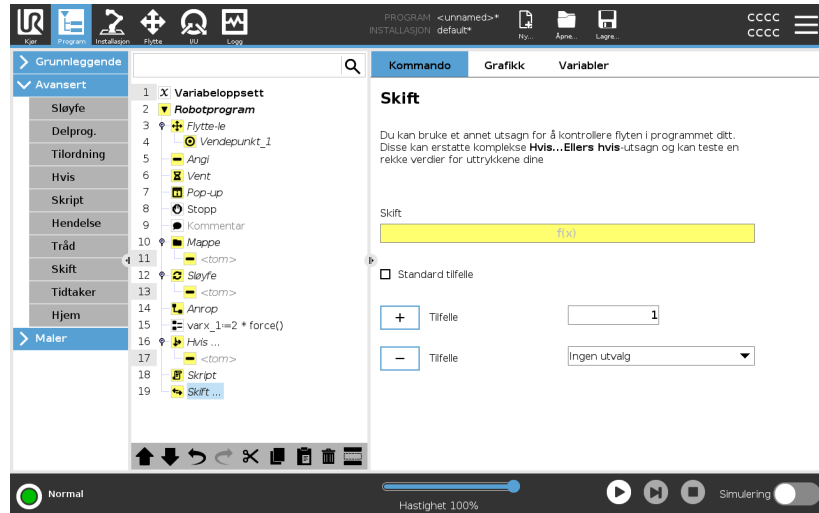 UR
Kjør
Program
Installasjon
Flytte
I/U
Logg
PROGRAM <unnamed>*
INSTALLASJON default*
Ny...
Åpne...
Lagre...
cccc
cccc
Grunnleggende
Avansert
Sløyfe
Delprog.
Tilordning
Hvis
Skript
Hendelse
Tråd
Skift
Tidtaker
Hjem
Maler
1 X Variabeloppsett
2 Robotprogram
3 Flytte-le
4 Vendepunkt_1
5 Angi
6 Vent
7 Pop-up
8 Stopp
9 Kommentar
10 Mappe
11 <tom>
12 Sløyfe
13 <tom>
14 Anrop
15 varx_1≔2 * force()
16 Hvis ...
17 <tom>
18 Skript
19 Skift ...
Kommando Grafikk Variabler
Skift
Du kan bruke et annet utsagn for å kontrollere flyten i programmet ditt.
Disse kan erstatte komplekse Hvis...Ellers hvis-utsagn og kan teste en
rekke verdier for uttrykkene dine
Skift
f(x)
Standard tilfelle
+ Tilfelle 1
− Tilfelle Ingen utvalg
Normal
Hastighet 100%
Simulering